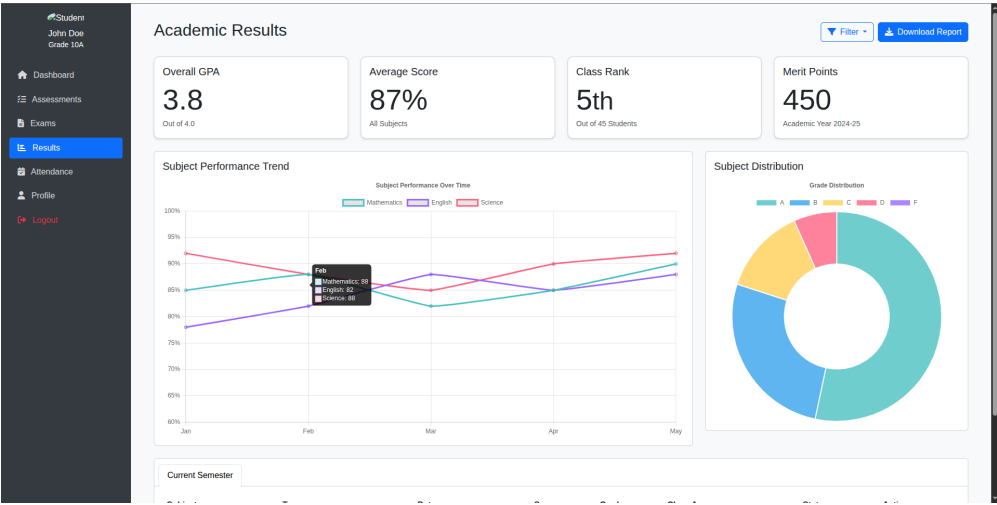 Student
John Doe
Grade 10A
Dashboard
Assessments
Exams
Results
Attendance
Profile
Logout
Academic Results
Filter
Download Report
Overall GPA
3.8
Out of 4.0
Average Score
87%
All Subjects
Class Rank
5th
Out of 45 Students
Merit Points
450
Academic Year 2024-25
Subject Performance Trend
Subject Performance Over Time
Mathematics English Science
100%
95%
90%
85%
80%
75%
70%
65%
60%
Feb
Mathematics: 88
English: 82
Science: 88
Jan Feb Mar Apr May
Subject Distribution
Grade Distribution
A B C D F
Current Semester